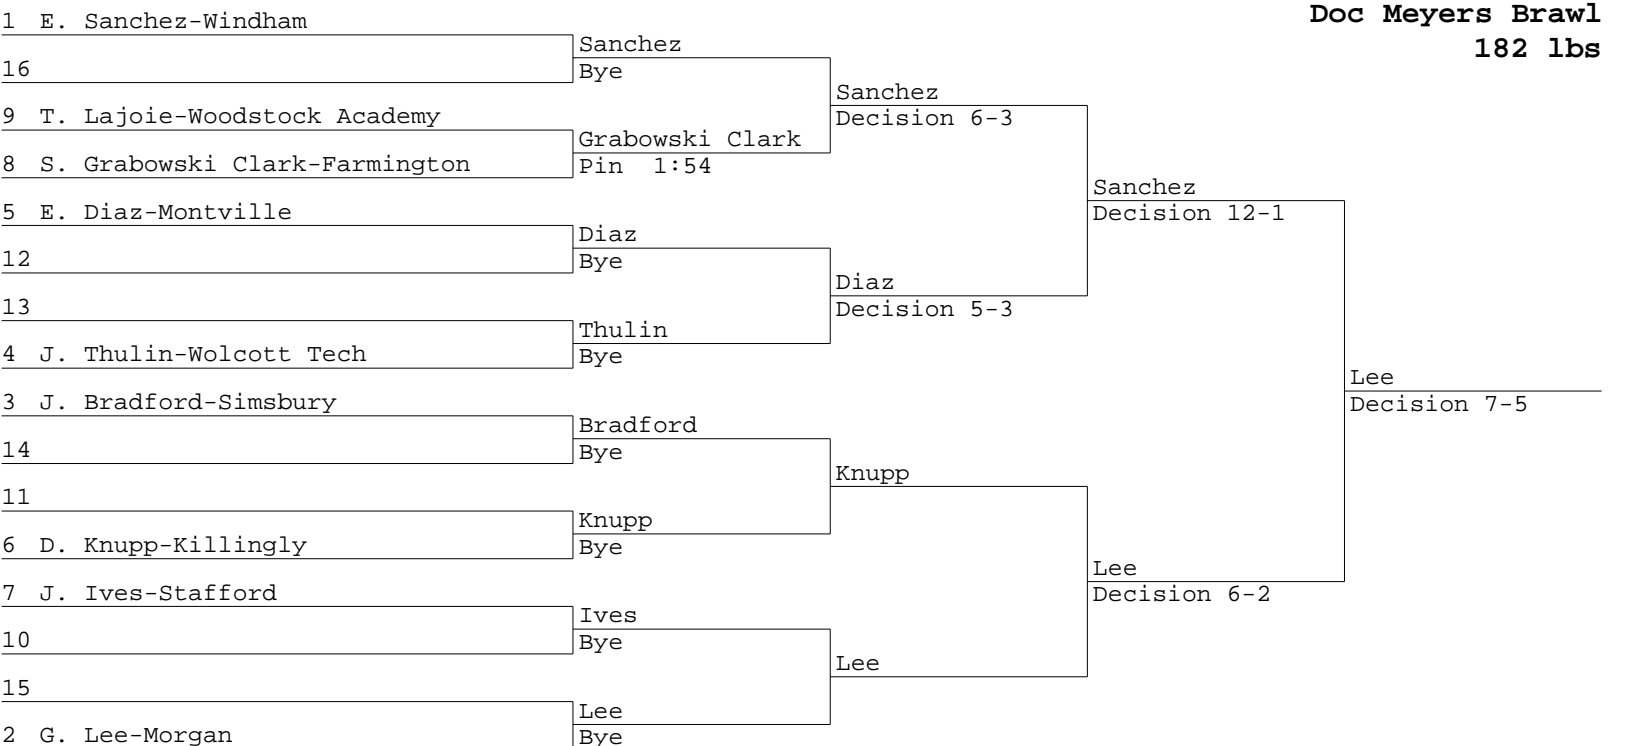 Doc Meyers Brawl
182 lbs
1 E. Sanchez-Windham
16
9 T. Lajoie-Woodstock Academy
8 S. Grabowski Clark-Farmington
5 E. Diaz-Montville
12
13
4 J. Thulin-Wolcott Tech
3 J. Bradford-Simsbury
14
11
6 D. Knupp-Killingly
7 J. Ives-Stafford
10
15
2 G. Lee-Morgan
Sanchez
Bye
Grabowski Clark
Pin 1:54
Diaz
Bye
Thulin
Bye
Bradford
Bye
Knupp
Bye
Ives
Bye
Lee
Bye
Sanchez
Decision 6-3
Diaz
Decision 5-3
Knupp
Lee
Sanchez
Decision 12-1
Lee
Decision 6-2
Lee
Decision 7-5